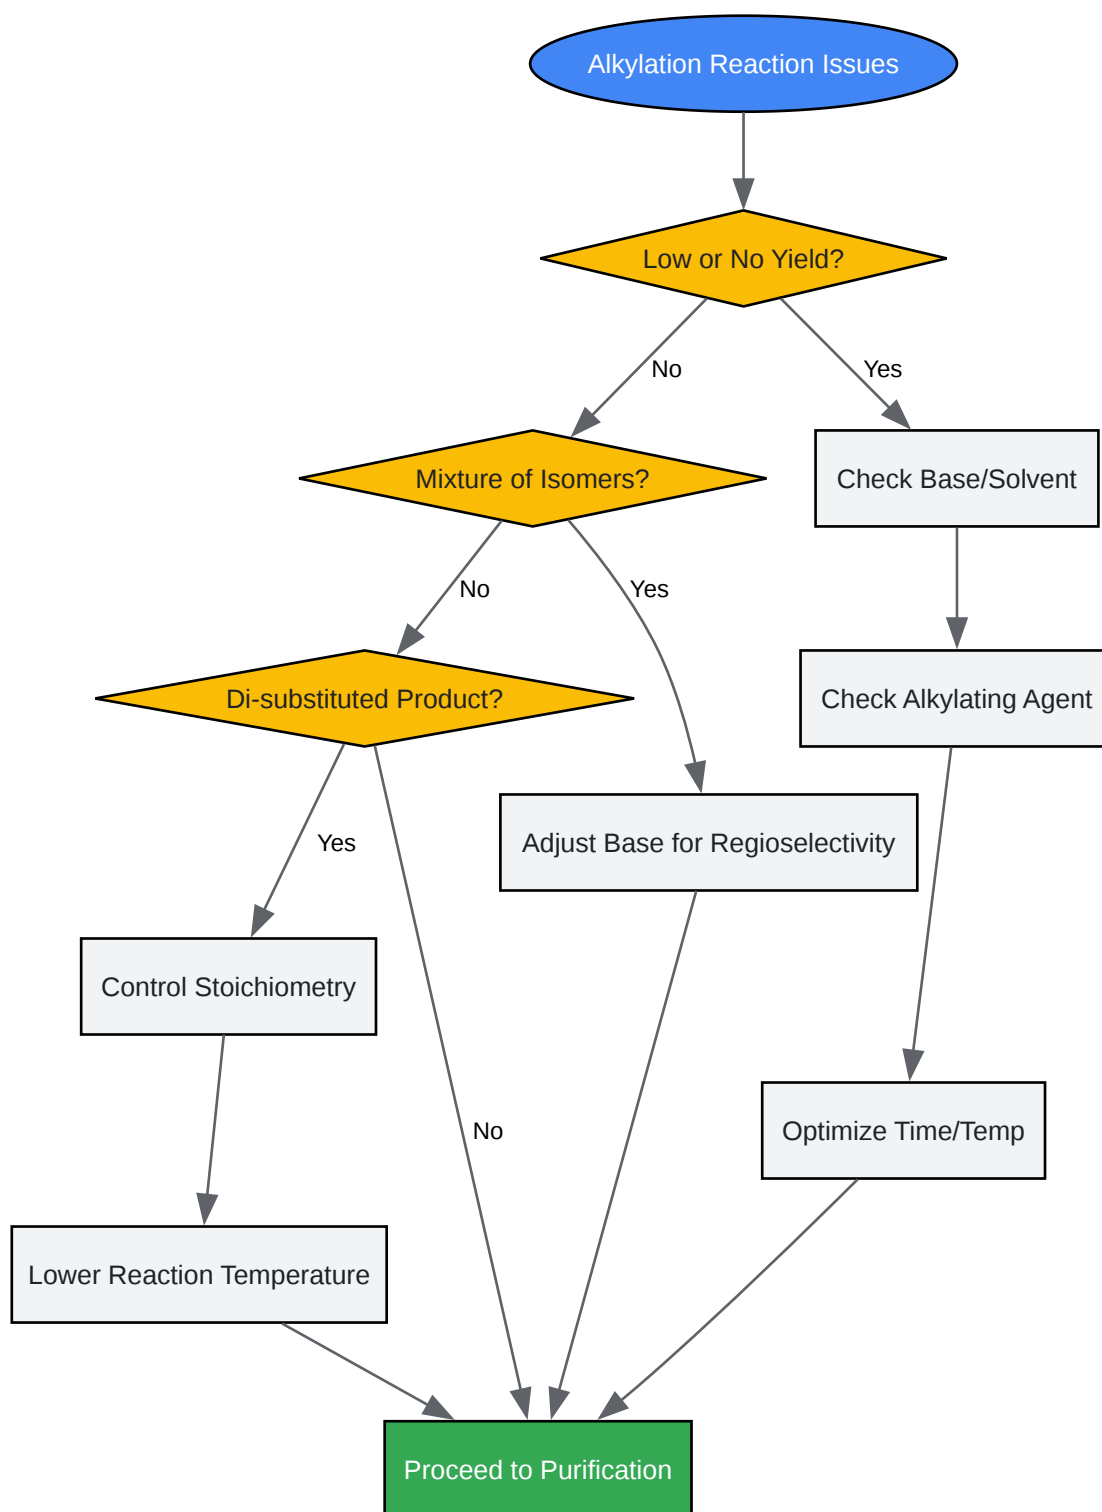 Alkylation Reaction Issues
Low or No Yield?
No
Yes
Mixture of Isomers?
Check Base/Solvent
No
Yes
Di-substituted Product?
Check Alkylating Agent
Yes
Adjust Base for Regioselectivity
Control Stoichiometry
No
Optimize Time/Temp
Lower Reaction Temperature
Proceed to Purification